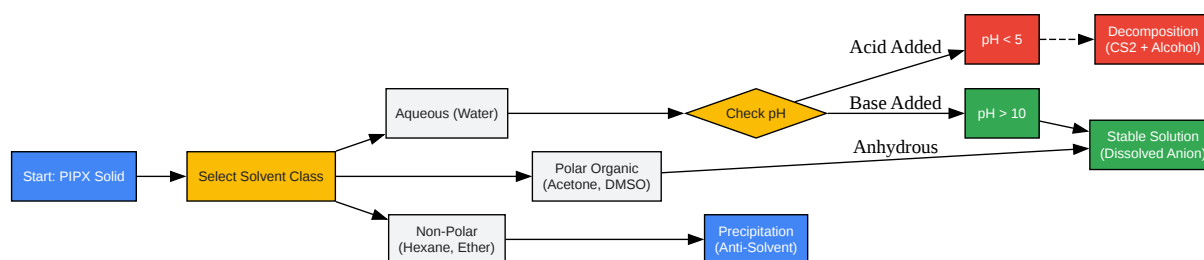 Start: PIPX Solid
Select Solvent Class
Aqueous (Water)
Polar Organic
(Acetone, DMSO)
Anhydrous
Non-Polar
(Hexane, Ether)
Precipitation
(Anti-Solvent)
Check pH
Acid Added
pH < 5
Decomposition
(CS2 + Alcohol)
Base Added
pH > 10
Stable Solution
(Dissolved Anion)